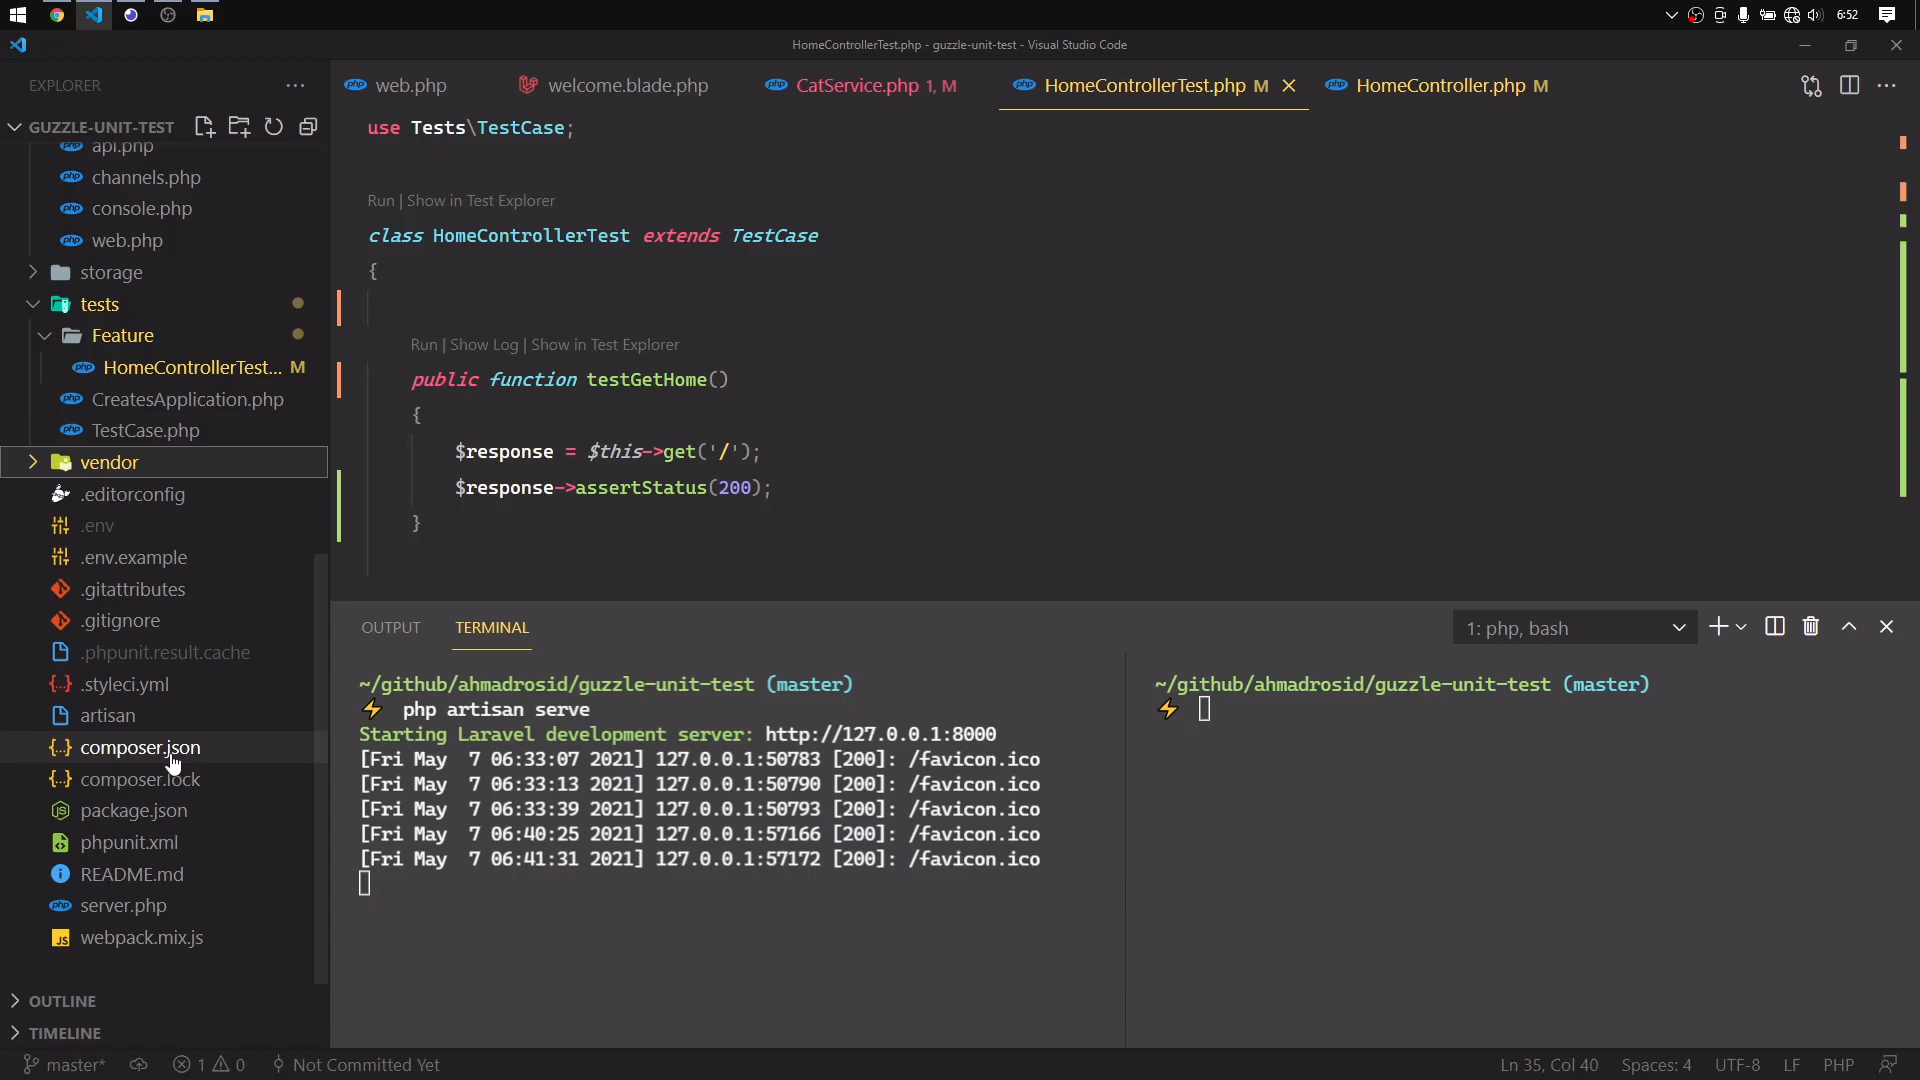 6:52
HomeControllerTest.php - guzzle-unit-test - Visual Studio Code
EXPLORER
web.php
welcome.blade.php
CatService.php 1, M
HomeControllerTest.php M
HomeController.php M
GUZZLE-UNIT-TEST
api.php
channels.php
console.php
web.php
storage
tests
Feature
HomeControllerTest... M
CreatesApplication.php
TestCase.php
vendor
.editorconfig
.env
.env.example
.gitattributes
.gitignore
.phpunit.result.cache
.styleci.yml
artisan
composer.json
composer.lock
package.json
phpunit.xml
README.md
server.php
webpack.mix.js
OUTLINE
TIMELINE
use Tests\TestCase;
Run | Show in Test Explorer
class HomeControllerTest extends TestCase
{
Run | Show Log | Show in Test Explorer
public function testGetHome()
{
$response = $this->get('/');
$response->assertStatus(200);
}
OUTPUT
TERMINAL
1: php, bash
~/github/ahmadrosid/guzzle-unit-test (master)
⚡ php artisan serve
Starting Laravel development server: http://127.0.0.1:8000
[Fri May  7 06:33:07 2021] 127.0.0.1:50783 [200]: /favicon.ico
[Fri May  7 06:33:13 2021] 127.0.0.1:50790 [200]: /favicon.ico
[Fri May  7 06:33:39 2021] 127.0.0.1:50793 [200]: /favicon.ico
[Fri May  7 06:40:25 2021] 127.0.0.1:57166 [200]: /favicon.ico
[Fri May  7 06:41:31 2021] 127.0.0.1:57172 [200]: /favicon.ico
~/github/ahmadrosid/guzzle-unit-test (master)
⚡
master*
1
0
Not Committed Yet
Ln 35, Col 40
Spaces: 4
UTF-8
LF
PHP